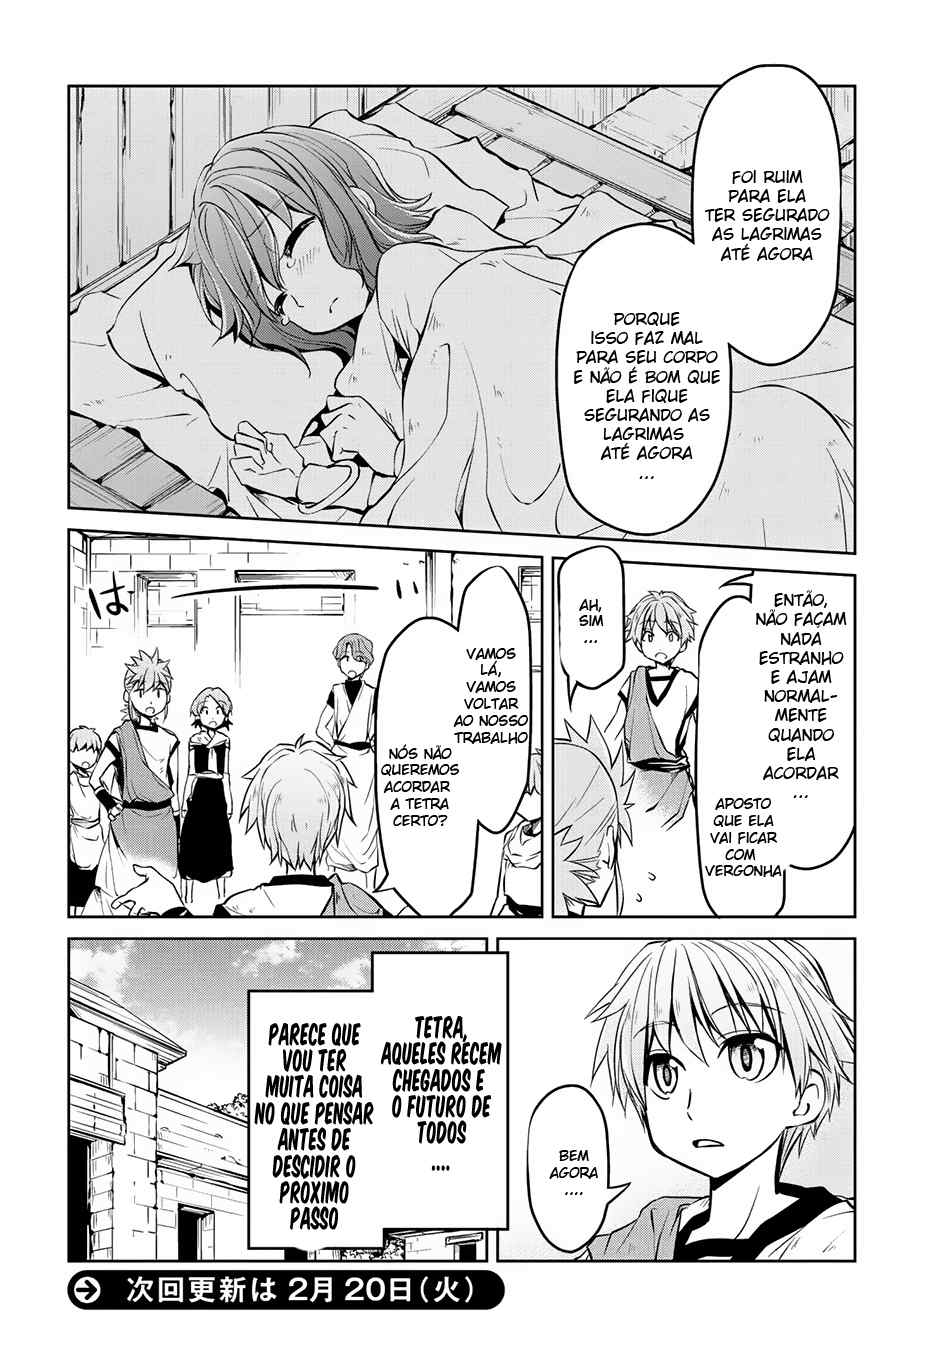 FOI RUIM
PARA ELA
TER SEGURADO
AS LAGRIMAS
ATÉ AGORA
PORQUE
ISSO FAZ MAL
PARA SEU CORPO
E NÃO É BOM QUE
ELA FIQUE
SEGURANDO AS
LAGRIMAS
ATÉ AGORA
...
ENTÃO,
NÃO FAÇAM
NADA
ESTRANHO
E AJAM
NORMAL-
MENTE
QUANDO
ELA
ACORDAR
...
APOSTO
QUE ELA
VAI FICAR
COM
VERGONHA
AH,
SIM
...
VAMOS
LÁ,
VAMOS
VOLTAR
AO NOSSO
TRABALHO
NÓS NÃO
QUEREMOS
ACORDAR
A TETRA
CERTO?
はーい
BEM
AGORA
....
TETRA,
AQUELES RECEM
CHEGADOS E
O FUTURO DE
TODOS
....
PARECE QUE
VOU TER
MUITA COISA
NO QUE PENSAR
ANTES DE
DESCIDIR O
PROXIMO
PASSO
次回更新は 2月 20日(火)